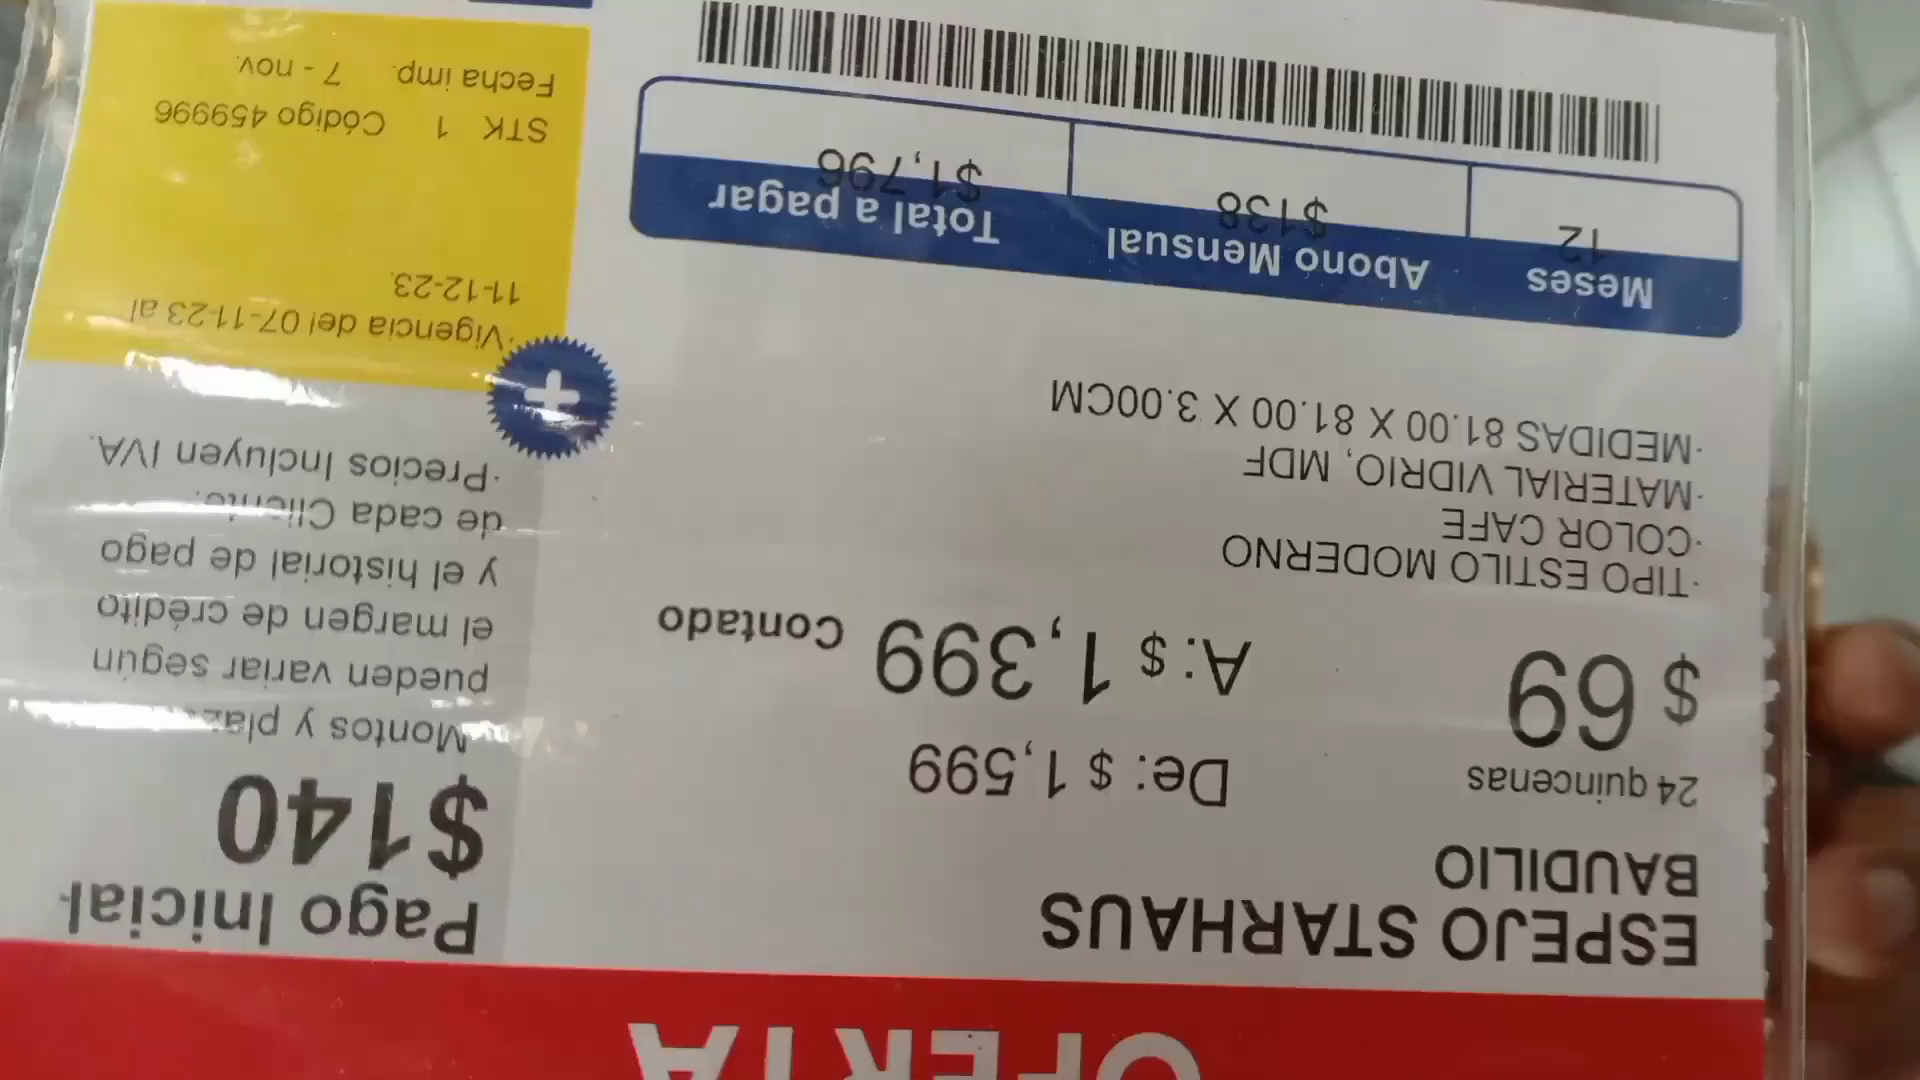 OFERTA
ESPEJO STARHAUS
BAUDILIO
24 quincenas
$ 69
De: $ 1,599
A: $ 1,399 Contado
·TIPO ESTILO MODERNO
·COLOR CAFE
·MATERIAL VIDRIO, MDF
·MEDIDAS 81.00 X 81.00 X 3.00CM
Meses Abono Mensual Total a pagar
12 $138 $1,796
Pago Inicial
$140
Montos y plazos
pueden variar según
el margen de crédito
y el historial de pago
de cada Cliente.
·Precios Incluyen IVA.
+
·Vigencia del 07-11-23 al
11-12-23.
STK 1 Código 459996
Fecha imp. 7 - nov.